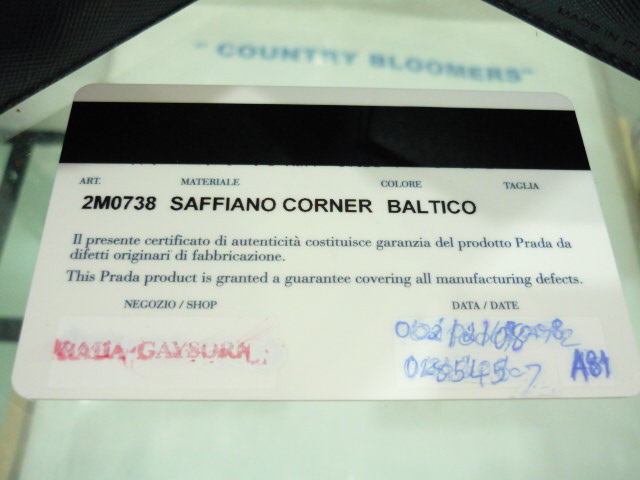 MADE IN
"COUNTRY BLOOMERS"
ART. MATERIALE COLORE TAGLIA
2M0738 SAFFIANO CORNER BALTICO
Il presente certificato di autenticità costituisce garanzia del prodotto Prada da
difetti originari di fabbricazione.
This Prada product is granted a guarantee covering all manufacturing defects.
NEGOZIO / SHOP DATA / DATE
A81